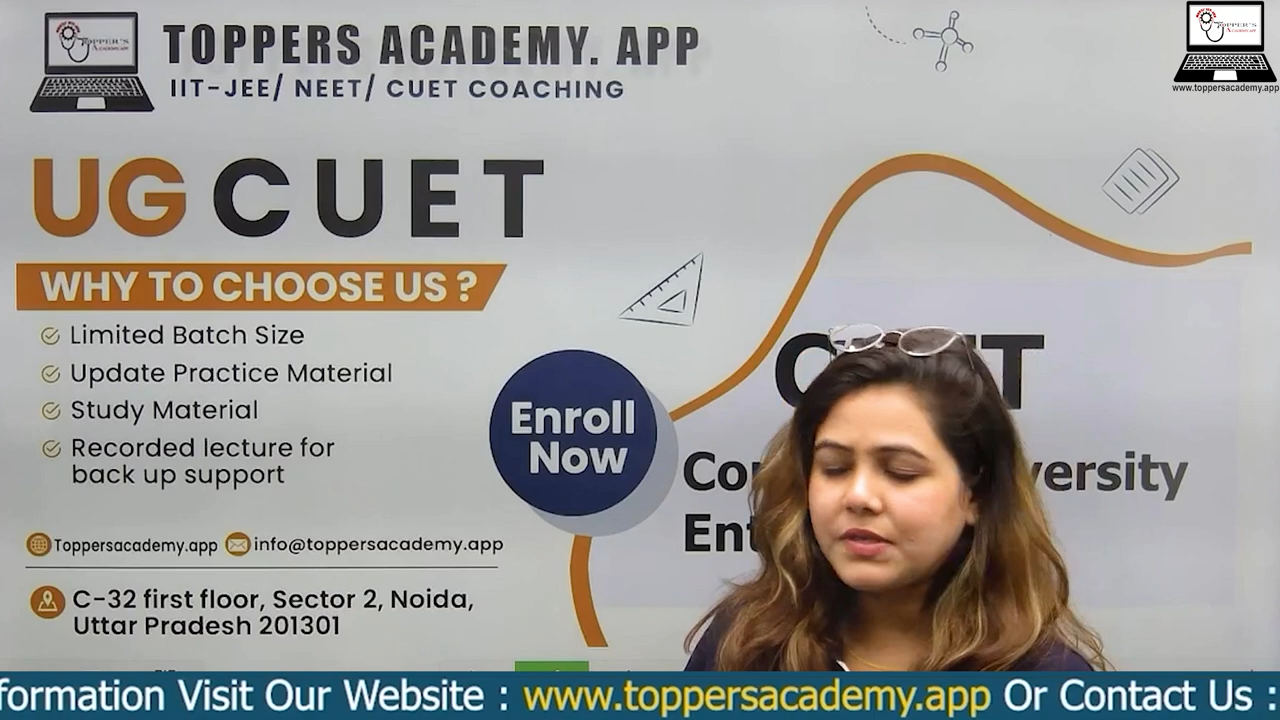 TOPPERS ACADEMY. APP
IIT-JEE/ NEET/ CUET COACHING
www.toppersacademy.app
UG CUET
WHY TO CHOOSE US ?
Limited Batch Size
Update Practice Material
Study Material
Recorded lecture for
back up support
Enroll
Now
Toppersacademy.app info@toppersacademy.app
C-32 first floor, Sector 2, Noida,
Uttar Pradesh 201301
formation Visit Our Website : www.toppersacademy.app Or Contact Us :